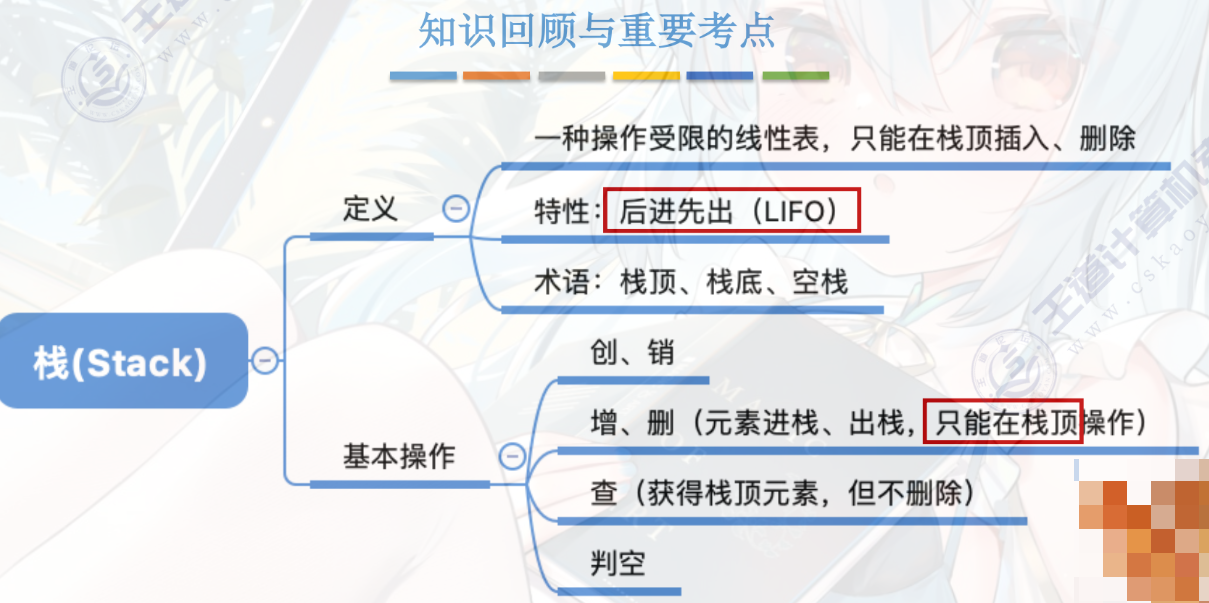 知识回顾与重要考点
一种操作受限的线性表，只能在栈顶插入、删除
定义
特性：后进先出（LIFO）
术语：栈顶、栈底、空栈
栈(Stack)
创、销
增、删（元素进栈、出栈，只能在栈顶操作）
基本操作
查（获得栈顶元素，但不删除）
判空
王道计算机
www.cskaoy